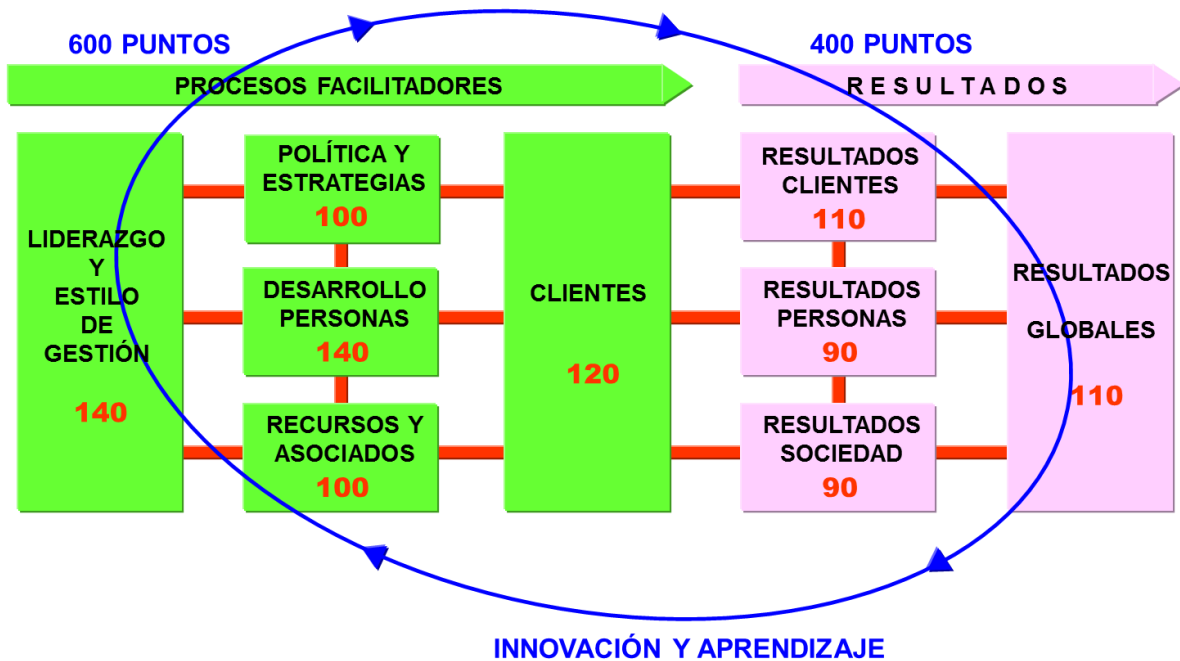 600 PUNTOS
400 PUNTOS
PROCESOS FACILITADORES
R E S U L T A D O S
LIDERAZGO
Y
ESTILO
DE
GESTIÓN
140
POLÍTICA Y
ESTRATEGIAS
100
DESARROLLO
PERSONAS
140
RECURSOS Y
ASOCIADOS
100
CLIENTES
120
RESULTADOS
CLIENTES
110
RESULTADOS
PERSONAS
90
RESULTADOS
SOCIEDAD
90
RESULTADOS
GLOBALES
110
INNOVACIÓN Y APRENDIZAJE